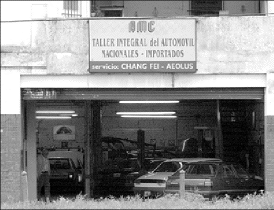 AMC
TALLER INTEGRAL del AUTOMOVIL
NACIONALES - IMPORTADOS
servicio: CHANG FEI - AEOLUS